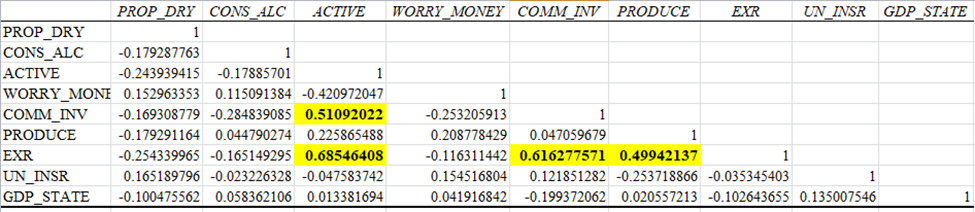 PROP_DRY CONS_ALC ACTIVE WORRY_MONEY COMM_INV PRODUCE EXR UN_INSR GDP_STATE
PROP_DRY 1
CONS_ALC -0.179287763 1
ACTIVE -0.243939415 -0.17885701 1
WORRY_MONE 0.152963353 0.115091384 -0.420972047 1
COMM_INV -0.169308779 -0.284839085 0.51092022 -0.253205913 1
PRODUCE -0.179291164 0.044790274 0.225865488 0.208778429 0.047059679 1
EXR -0.254339965 -0.165149295 0.68546408 -0.116311442 0.616277571 0.49942137 1
UN_INSR 0.165189796 -0.023226328 -0.047583742 0.154516804 0.121851282 -0.253718866 -0.035345403 1
GDP_STATE -0.100475562 0.058362106 0.013381694 0.041916842 -0.199372062 0.020557213 -0.102643655 0.135007546 1